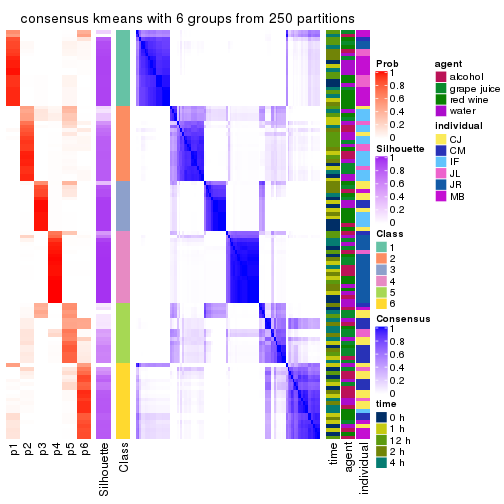 consensus kmeans with 6 groups from 250 partitions
p1
p2
p3
p4
p5
p6
Silhouette
Class
time
agent
individual
Prob
1
0.8
0.6
0.4
0.2
0
Silhouette
1
0.8
0.6
0.4
0.2
0
Class
1
2
3
4
5
6
Consensus
1
0.8
0.6
0.4
0.2
0
time
0 h
1 h
12 h
2 h
4 h
agent
alcohol
grape juice
red wine
water
Individual
CJ
CM
IF
JL
JR
MB